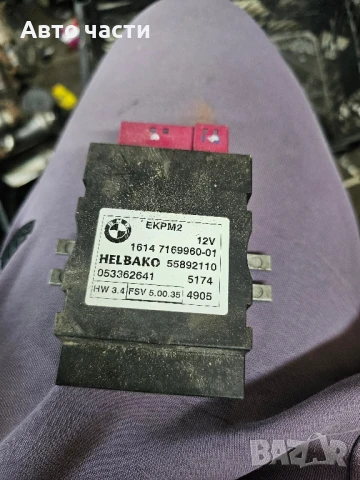 Авто части
BMW
EKPM2
12V
1614 7169960-01
HELBAKO 55892110
053362641 5174
HW 3.4 FSV 5.00.35 4905
BAZAR